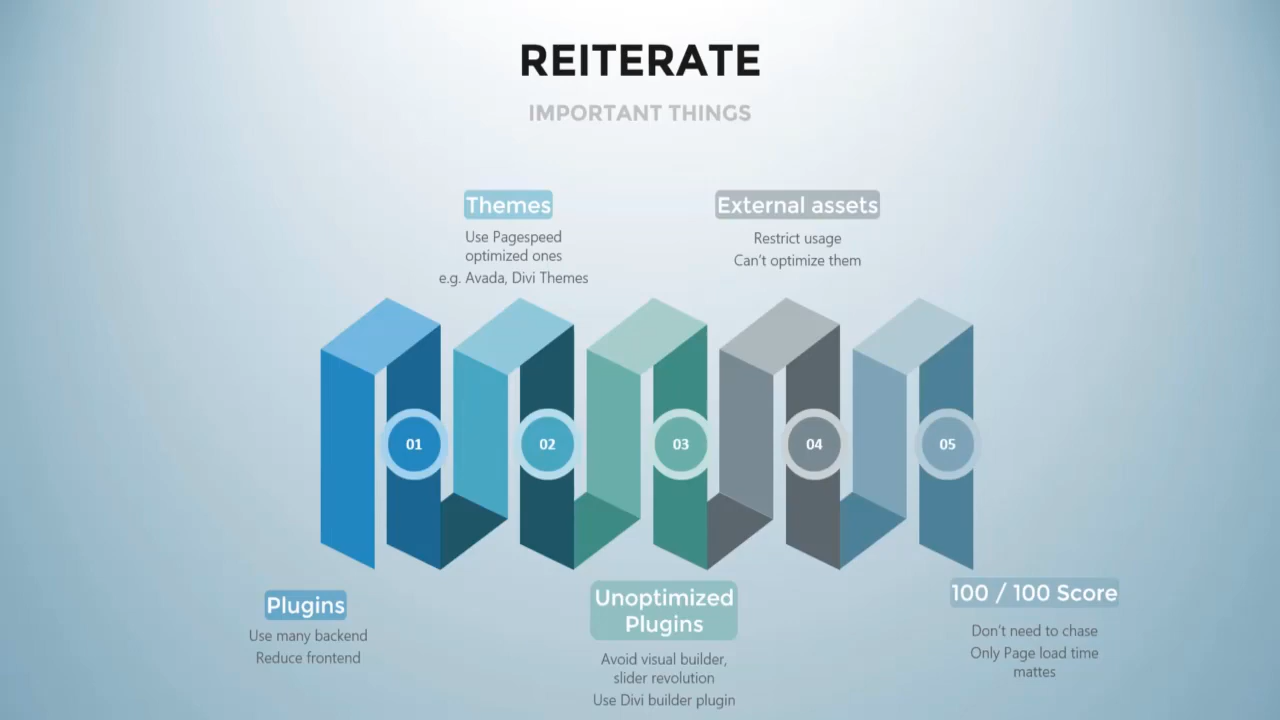 REITERATE
IMPORTANT THINGS
Themes
Use Pagespeed
optimized ones
e.g. Avada, Divi Themes
External assets
Restrict usage
Can't optimize them
01
02
03
04
05
Plugins
Use many backend
Reduce frontend
Unoptimized
Plugins
Avoid visual builder,
slider revolution
Use Divi builder plugin
100 / 100 Score
Don't need to chase
Only Page load time
mattes